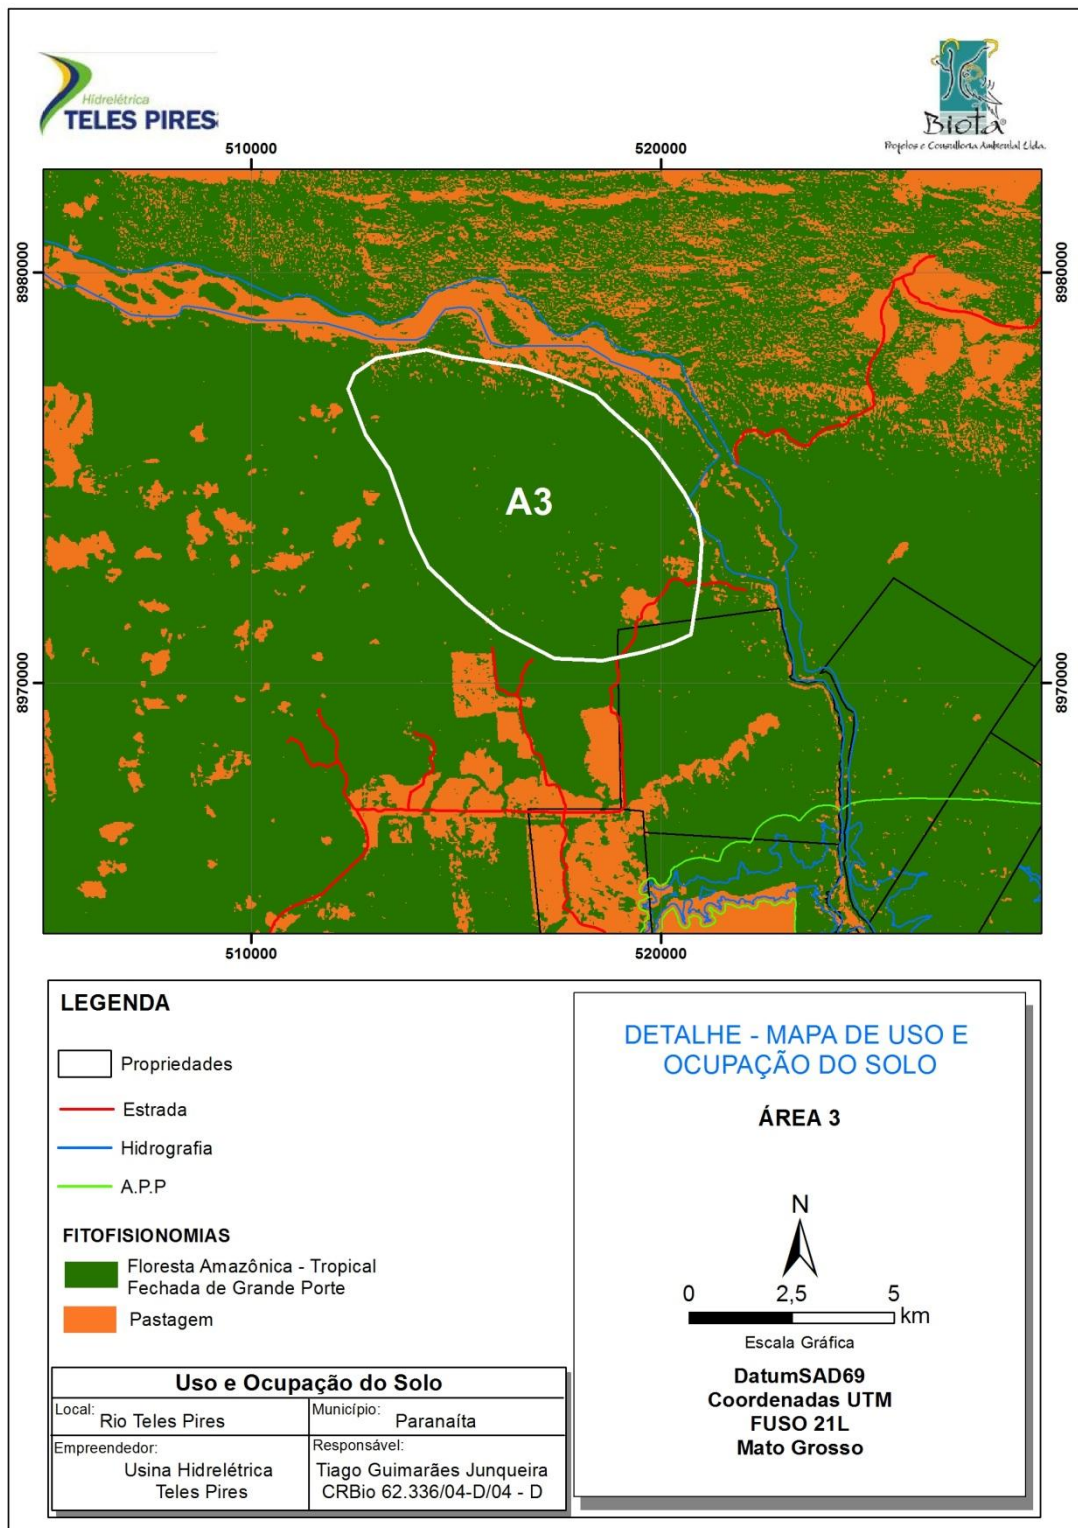 Hidrelétrica
TELES PIRES
Biota
Projetos e Consultoria Ambiental Ltda.
510000
520000
8980000
8980000
A3
8970000
8970000
510000
520000
LEGENDA
Propriedades
Estrada
Hidrografia
A.P.P
FITOFISIONOMIAS
Floresta Amazônica - Tropical
Fechada de Grande Porte
Pastagem
Uso e Ocupação do Solo
Local: Rio Teles Pires
Município: Paranaíta
Empreendedor:
Usina Hidrelétrica
Teles Pires
Responsável:
Tiago Guimarães Junqueira
CRBio 62.336/04-D/04 - D
DETALHE - MAPA DE USO E
OCUPAÇÃO DO SOLO
ÁREA 3
N
0 2,5 5
km
Escala Gráfica
DatumSAD69
Coordenadas UTM
FUSO 21L
Mato Grosso